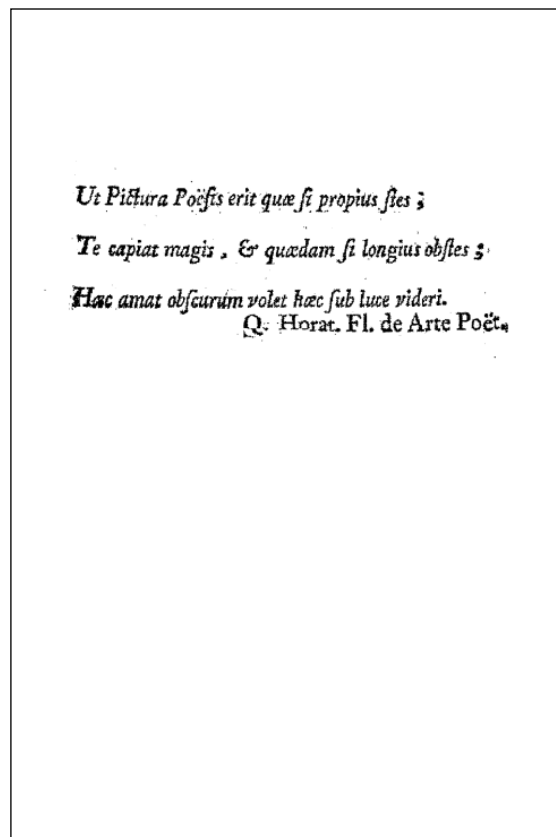 Ut Pictura Poësis erit quæ ſi propius ſtes ;
Te capiat magis , & quædam ſi longius obſtes ;
Hæc amat obſcurum volet hæc ſub luce videri.
Q. Horat. Fl. de Arte Poët.